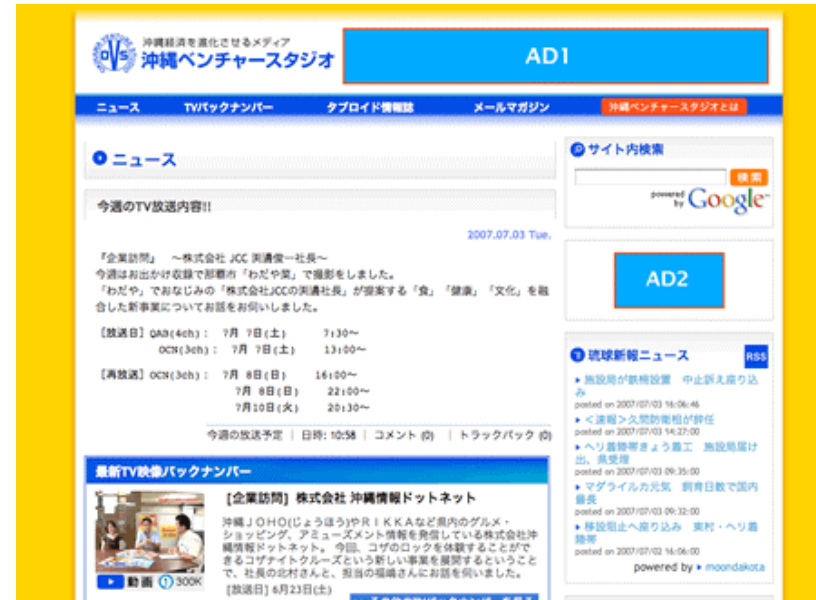 沖縄経済を進化させるメディア
沖縄ベンチャースタジオ
AD1
ニュース TVバックナンバー タブロイド情報誌 メールマガジン 沖縄ベンチャースタジオとは
ニュース
今週のTV放送内容!!
2007.07.03 Tue.
『企業訪問』 ~株式会社 JCC 渕邊俊一社長~
今週はお出かけ収録で那覇市「わだや菜」で撮影をしました。
「わだや」でおなじみの「株式会社JCCの渕邊社長」が提案する「食」「健康」「文化」を融
合した新事業についてお話をお伺いしました。
[放送日] QAB(4ch): 7月 7日(土) 7:30~
OCN(3ch): 7月 7日(土) 13:00~
[再放送] OCN(3ch): 7月 8日(日) 16:00~
7月 8日(日) 22:00~
7月10日(火) 20:30~
今週の放送予定 | 日時: 10:58 | コメント (0) | トラックバック (0)
最新TV映像バックナンバー
[企業訪問] 株式会社 沖縄情報ドットネット
沖縄JOHO(じょうほう)やRIKKAなど県内のグルメ・
ショッピング、アミューズメント情報を発信している株式会社沖
縄情報ドットネット。 今回、コザのロックを体験することがで
きるコザナイトクルーズという新しい事業を展開するということ
で、社長の北村さんと、担当の福嶋さんにお話を伺いました。
[放送日] 6月23日(土)
動画 300K
サイト内検索
検索
powered by Google
AD2
琉球新報ニュース RSS
施設局が鉄柵設置 中止訴え座り込
み
posted on 2007/07/03 16:06:46
<速報>久間防衛相が辞任
posted on 2007/07/03 14:27:00
ヘリ着陸帯きょう着工 施設局届け
出、県受理
posted on 2007/07/03 09:35:00
マダライルカ元気 飼育日数で国内
最長
posted on 2007/07/03 09:32:00
移設阻止へ座り込み 東村・ヘリ着
陸帯
posted on 2007/07/02 16:06:00
powered by moondakota